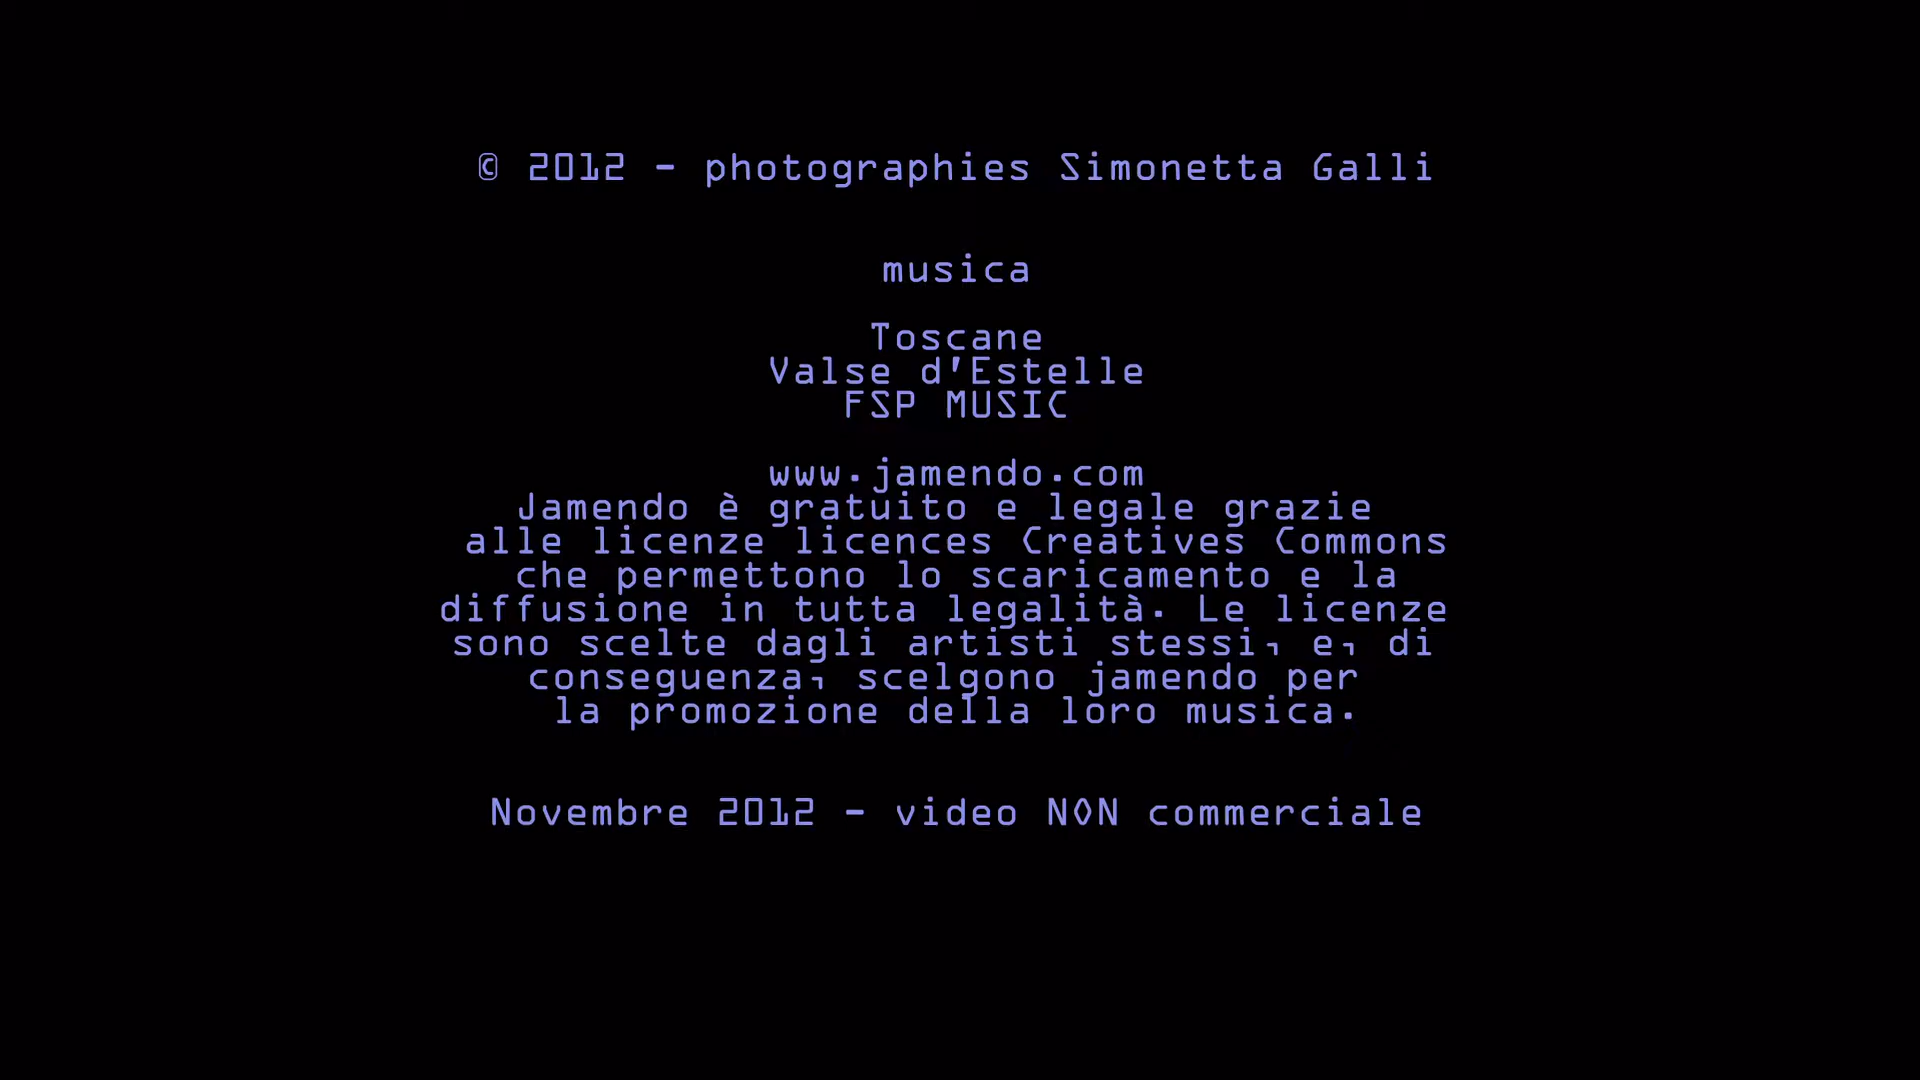 © 2012 - photographies Simonetta Galli
musica
Toscane
Valse d'Estelle
FSP MUSIC
www.jamendo.com
Jamendo è gratuito e legale grazie
alle licenze licences Creatives Commons
che permettono lo scaricamento e la
diffusione in tutta legalità. Le licenze
sono scelte dagli artisti stessi, e, di
conseguenza, scelgono jamendo per
la promozione della loro musica.
Novembre 2012 - video NON commerciale